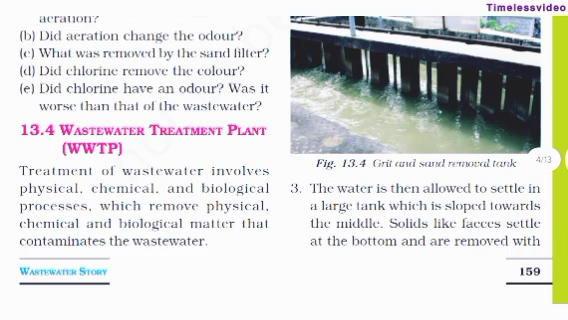 Timelessvideo
aeration?
(b) Did aeration change the odour?
(c) What was removed by the sand filter?
(d) Did chlorine remove the colour?
(e) Did chlorine have an odour? Was it
worse than that of the wastewater?
13.4 WASTEWATER TREATMENT PLANT
(WWTP)
Treatment of wastewater involves
physical, chemical, and biological
processes, which remove physical,
chemical and biological matter that
contaminates the wastewater.
WASTEWATER STORY
Fig. 13.4 Grit and sand removal tank
4/13
3. The water is then allowed to settle in
a large tank which is sloped towards
the middle. Solids like faeces settle
at the bottom and are removed with
159